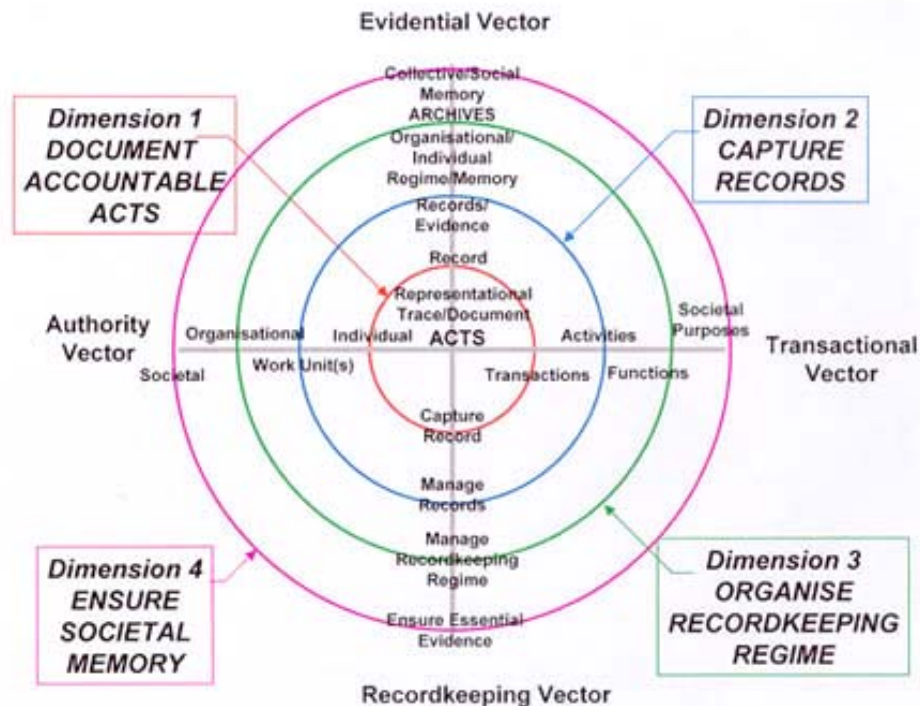 Evidential Vector
Collective/Social
Memory
ARCHIVES
Organisational/
Individual
Regime/Memory
Records/
Evidence
Record
Representational
Trace/Document
ACTS
Dimension 1
DOCUMENT
ACCOUNTABLE
ACTS
Dimension 2
CAPTURE
RECORDS
Authority
Vector
Organisational
Individual
Societal
Work Unit(s)
Activities
Societal
Purposes
Transactions
Functions
Transactional
Vector
Capture
Record
Manage
Records
Manage
Recordkeeping
Regime
Ensure Essential
Evidence
Dimension 4
ENSURE
SOCIETAL
MEMORY
Dimension 3
ORGANISE
RECORDKEEPING
REGIME
Recordkeeping Vector